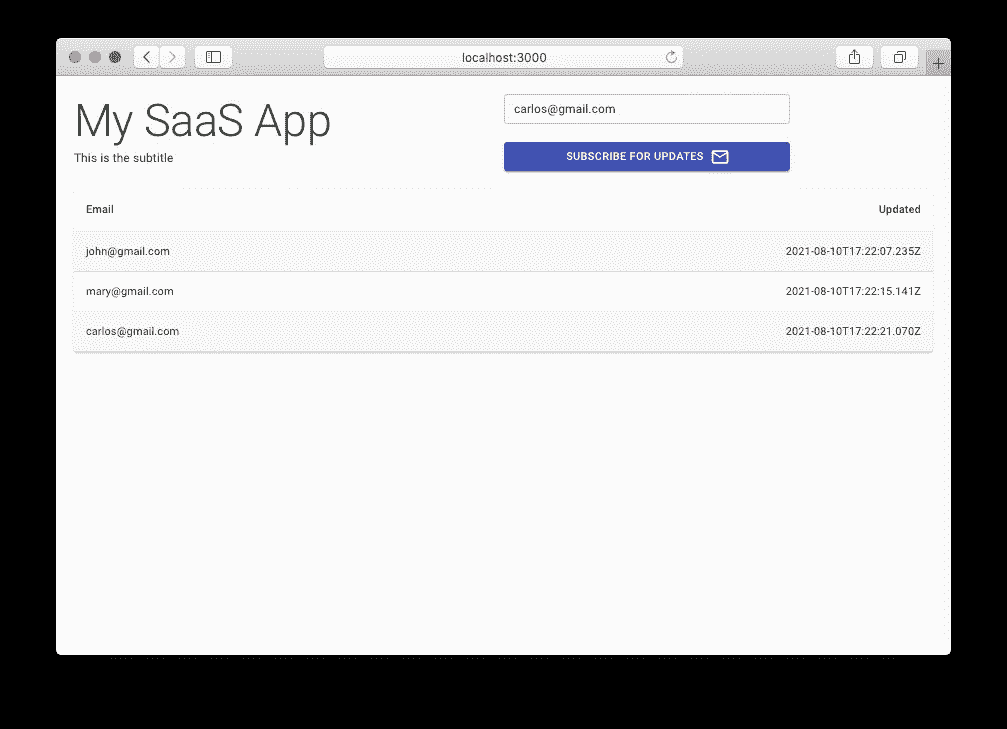 localhost:3000
My SaaS App
This is the subtitle
carlos@gmail.com
SUBSCRIBE FOR UPDATES
Email Updated
john@gmail.com 2021-08-10T17:22:07.235Z
mary@gmail.com 2021-08-10T17:22:15.141Z
carlos@gmail.com 2021-08-10T17:22:21.070Z